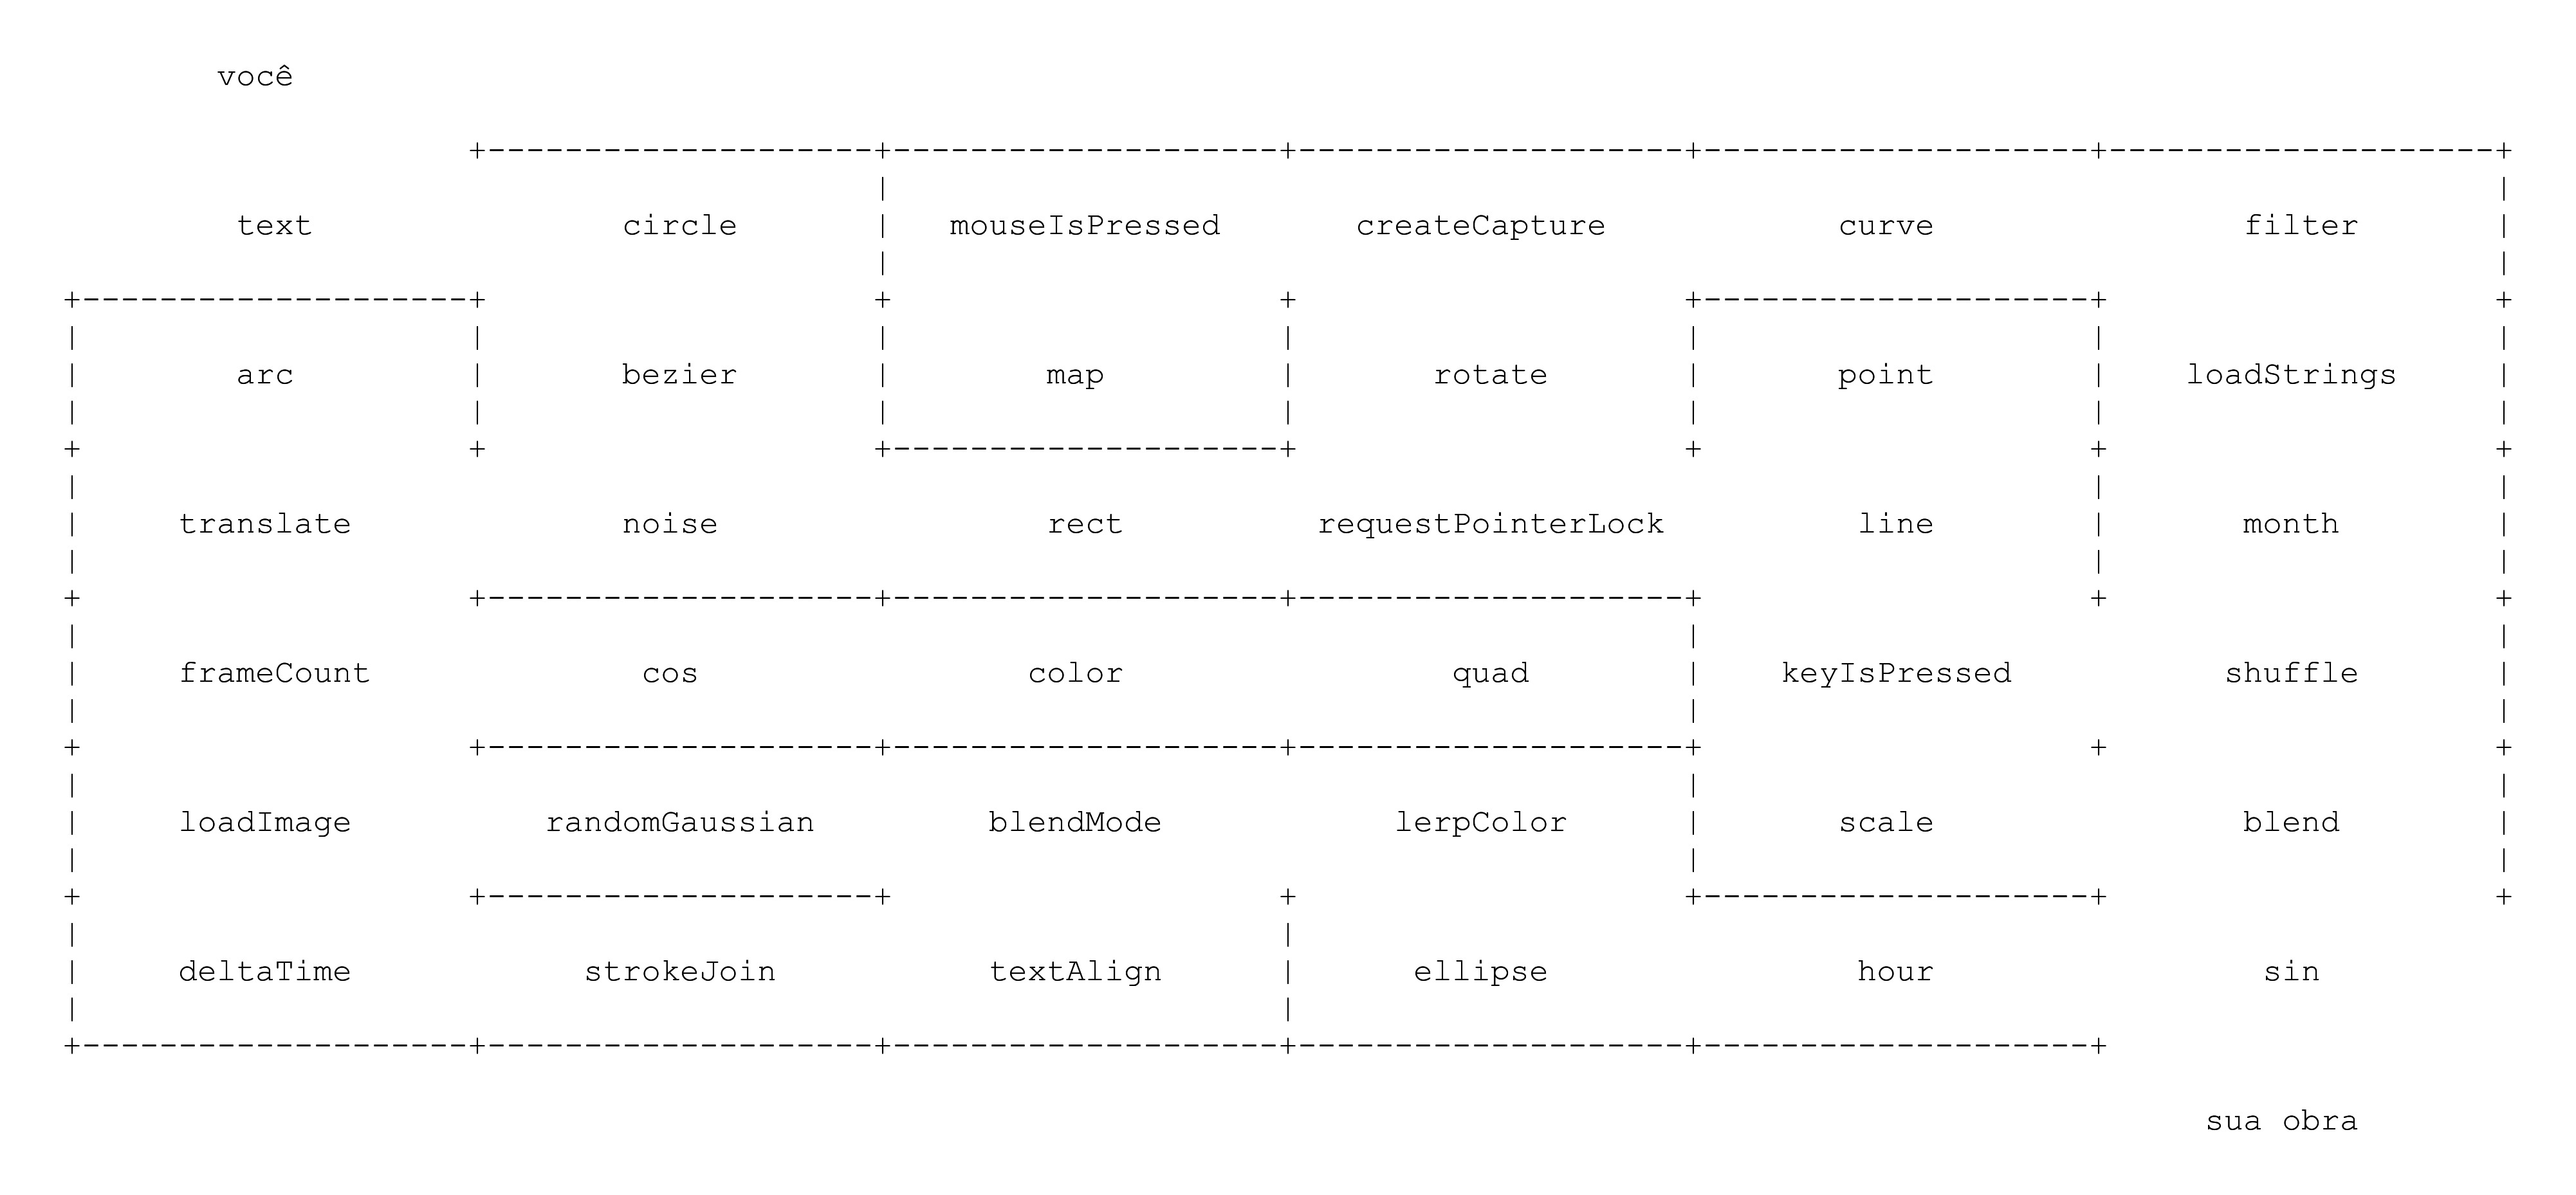 você
text circle mouseIsPressed createCapture curve filter
arc bezier map rotate point loadStrings
translate noise rect requestPointerLock line month
frameCount cos color quad keyIsPressed shuffle
loadImage randomGaussian blendMode lerpColor scale blend
deltaTime strokeJoin textAlign ellipse hour sin
sua obra